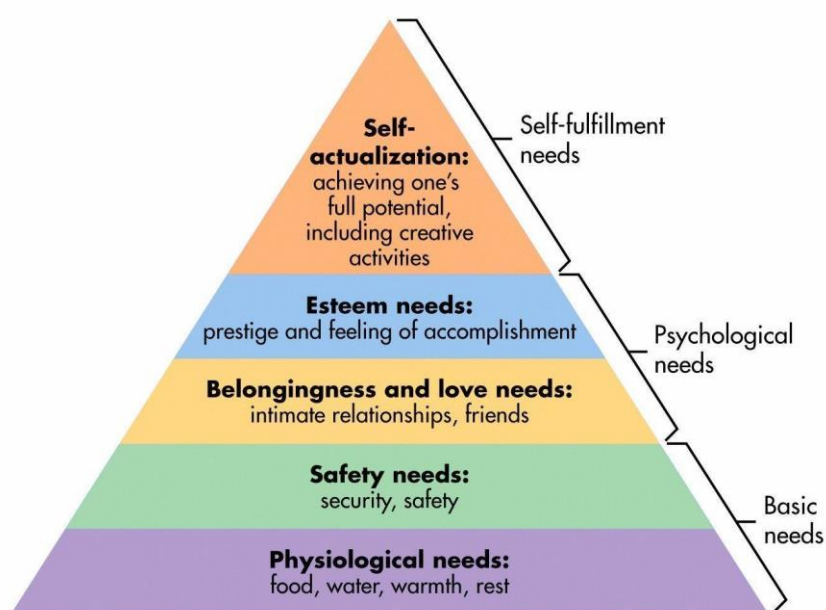 Self-
actualization:
achieving one's
full potential,
including creative
activities
Self-fulfillment
needs
Esteem needs:
prestige and feeling of accomplishment
Psychological
needs
Belongingness and love needs:
intimate relationships, friends
Safety needs:
security, safety
Basic
needs
Physiological needs:
food, water, warmth, rest